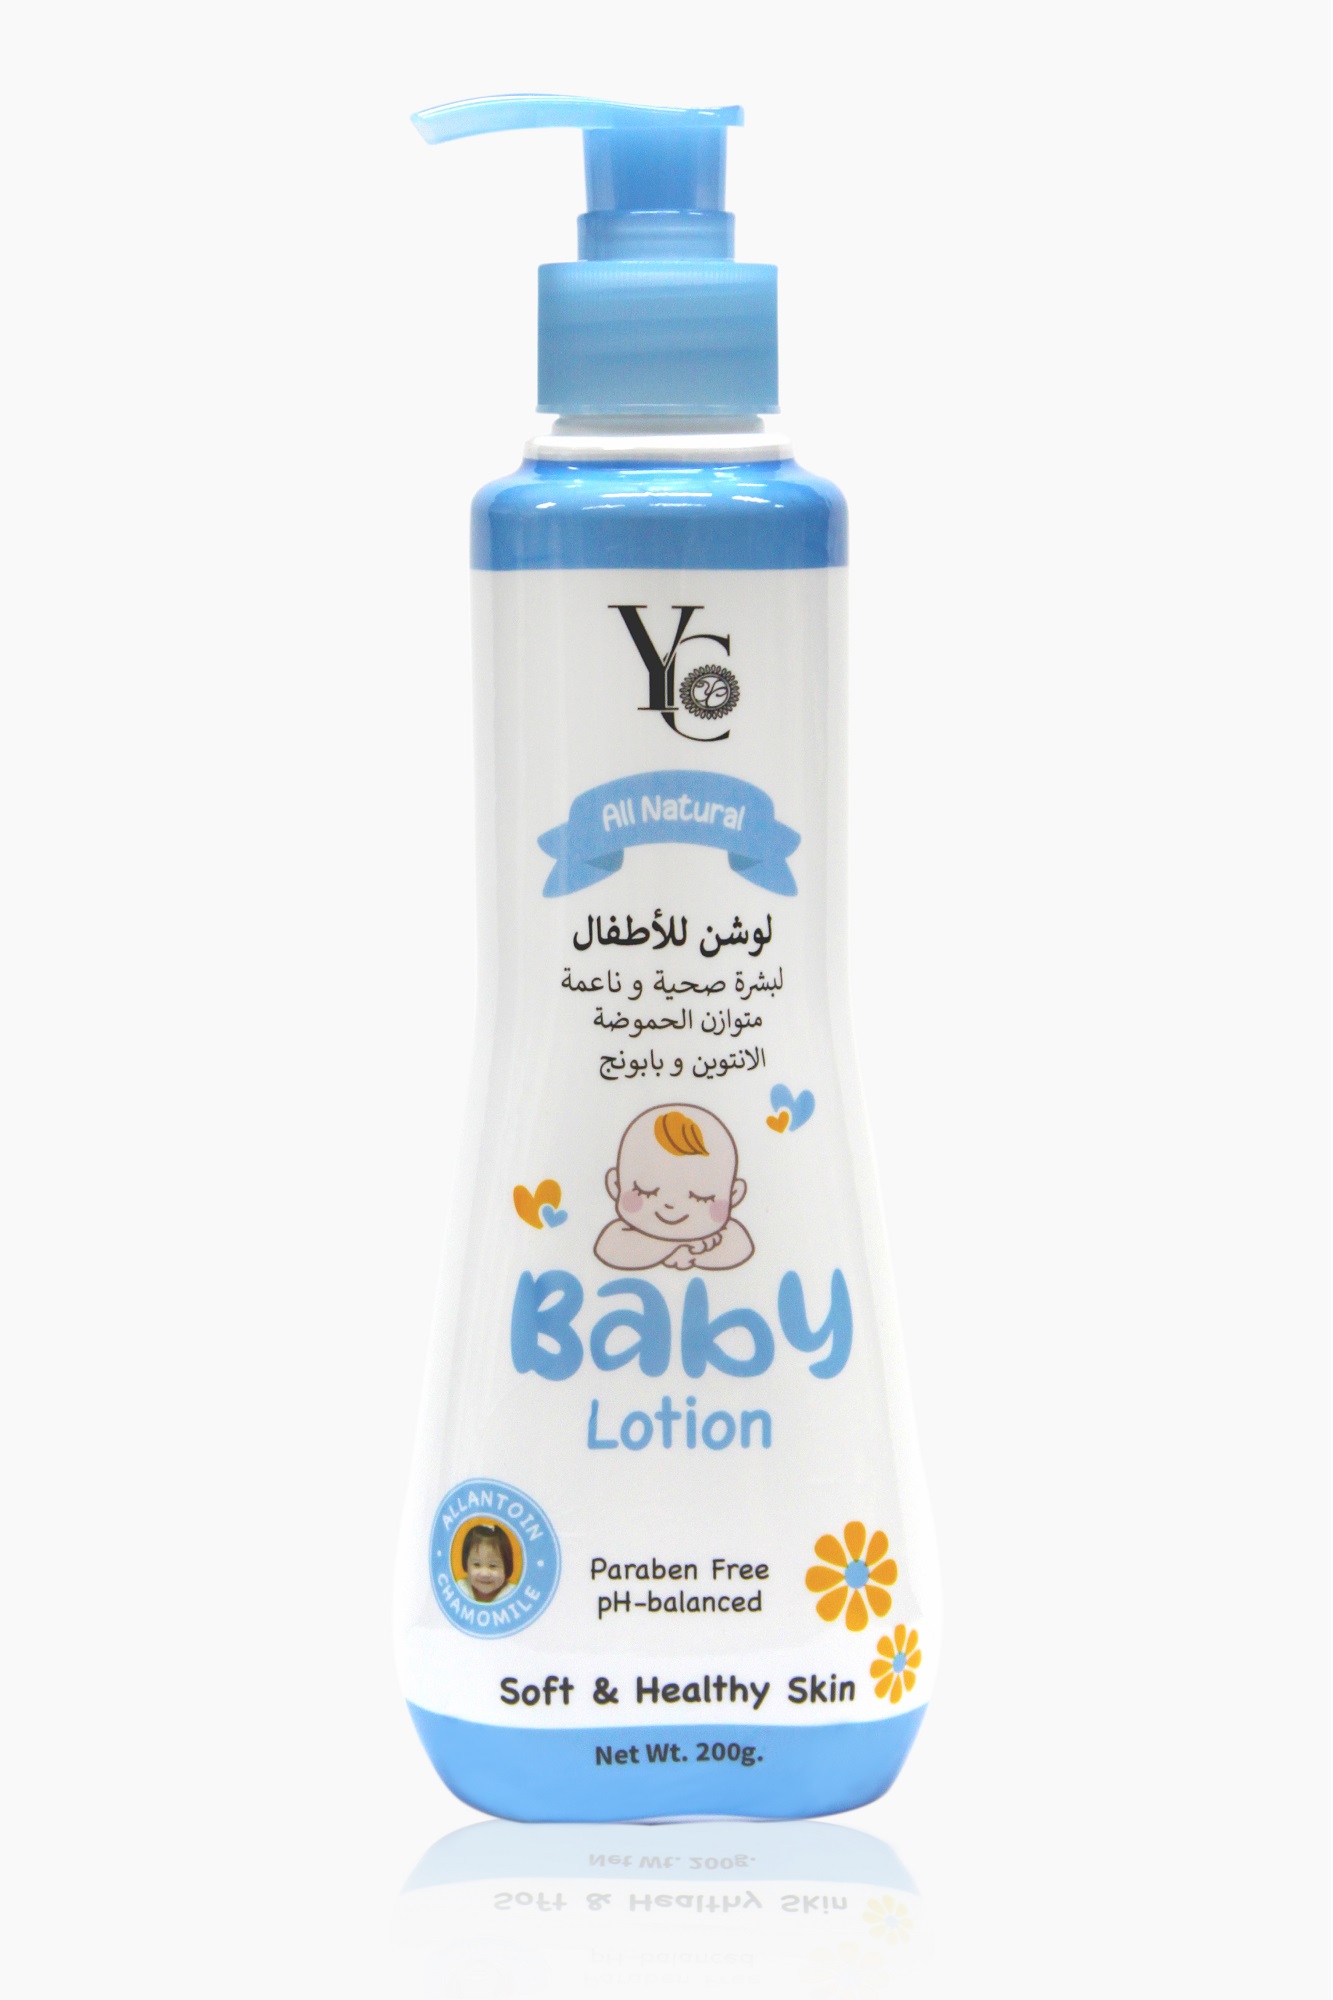 YC
All Natural
لوشن للأطفال
لبشرة صحية و ناعمة
متوازن الحموضة
الانتوين و بابونج
Baby
Lotion
ALLANTOIN
CHAMOMILE
Paraben Free
pH-balanced
Soft & Healthy Skin
Net Wt. 200g.